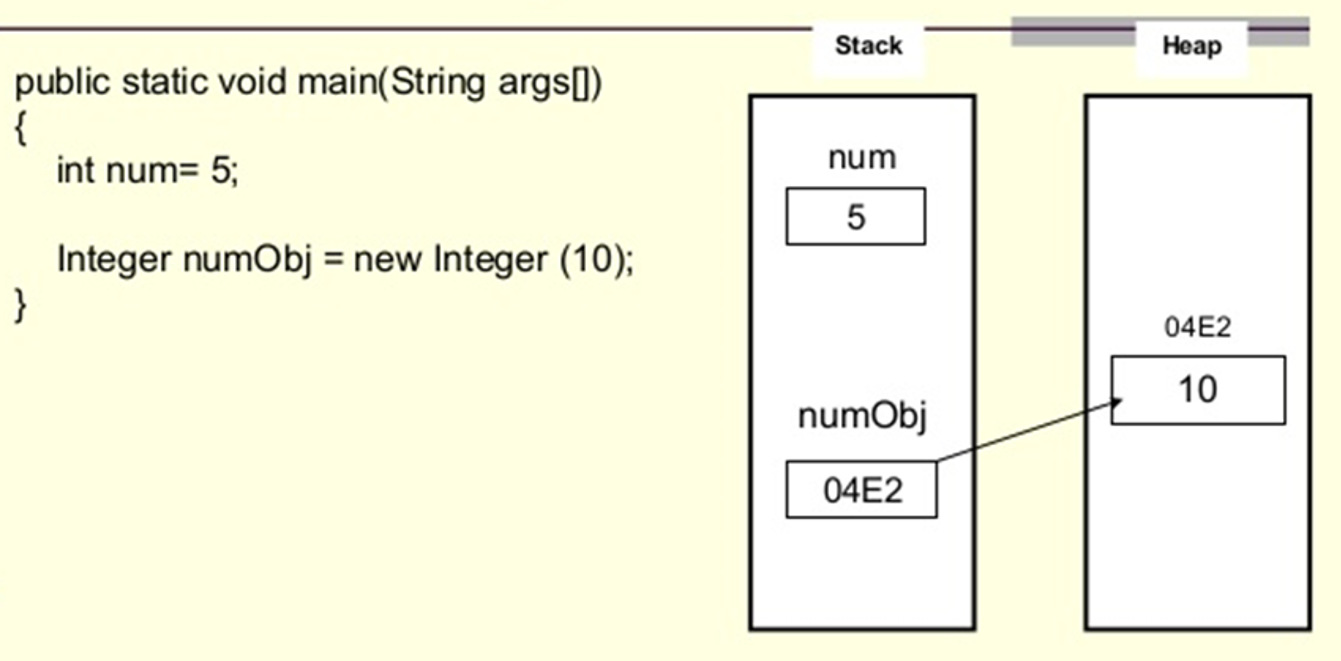 public static void main(String args[])
{
int num= 5;
Integer numObj = new Integer (10);
}
Stack
num
5
numObj
04E2
Heap
04E2
10